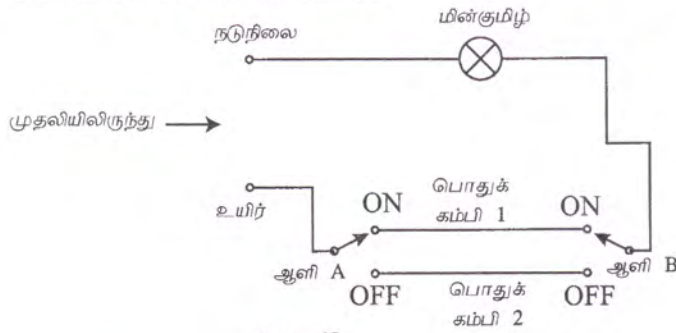 மின்குமிழ்
நடுநிலை
முதலியிலிருந்து
உயிர்
ON
பொதுக்
கம்பி 1
ON
ஆளி A
ஆளி B
OFF
பொதுக்
கம்பி 2
OFF